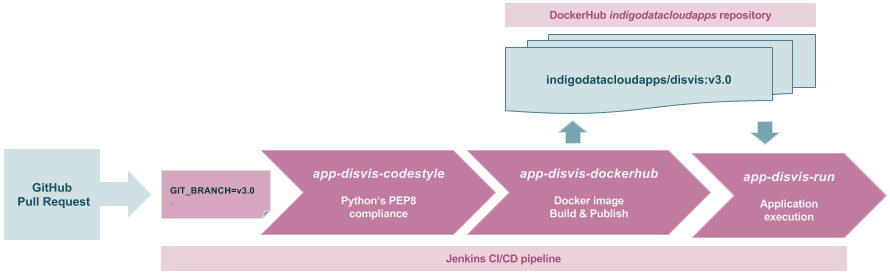 DockerHub indigodatacloudapps repository
indigodatacloudapps/disvis:v3.0
GitHub
Pull Request
GIT_BRANCH=v3.0
..
app-disvis-codestyle
Python's PEP8
compliance
app-disvis-dockerhub
Docker image
Build & Publish
app-disvis-run
Application
execution
Jenkins CI/CD pipeline